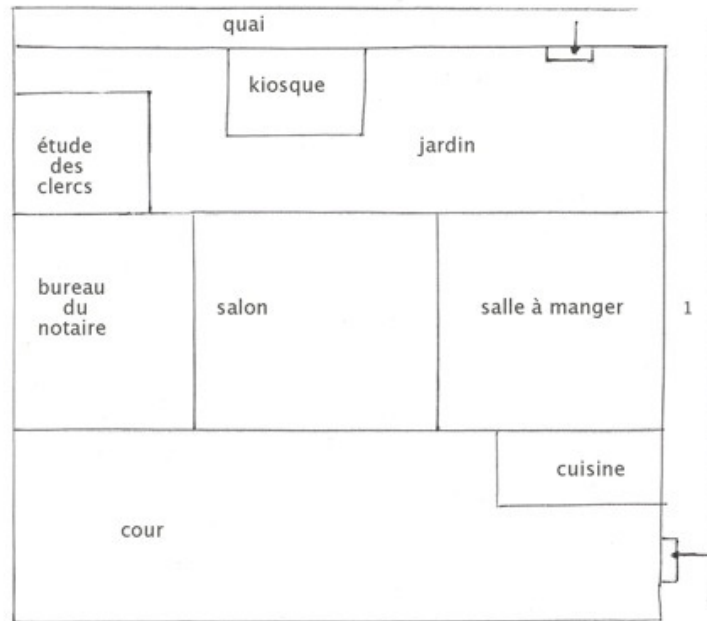 quai
kiosque
jardin
étude
des
clercs
bureau
du
notaire
salon
salle à manger
1
cuisine
cour